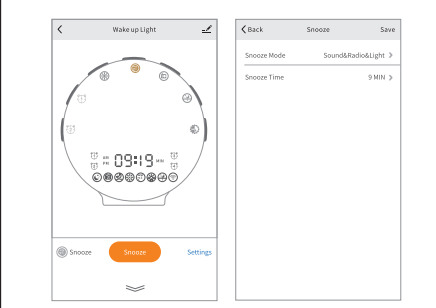 Wake up Light
AM
PM
09:19
MIN
Snooze
Snooze
Settings
Back
Snooze
Save
Snooze Mode
Sound&Radio&Light
Snooze Time
9 MIN